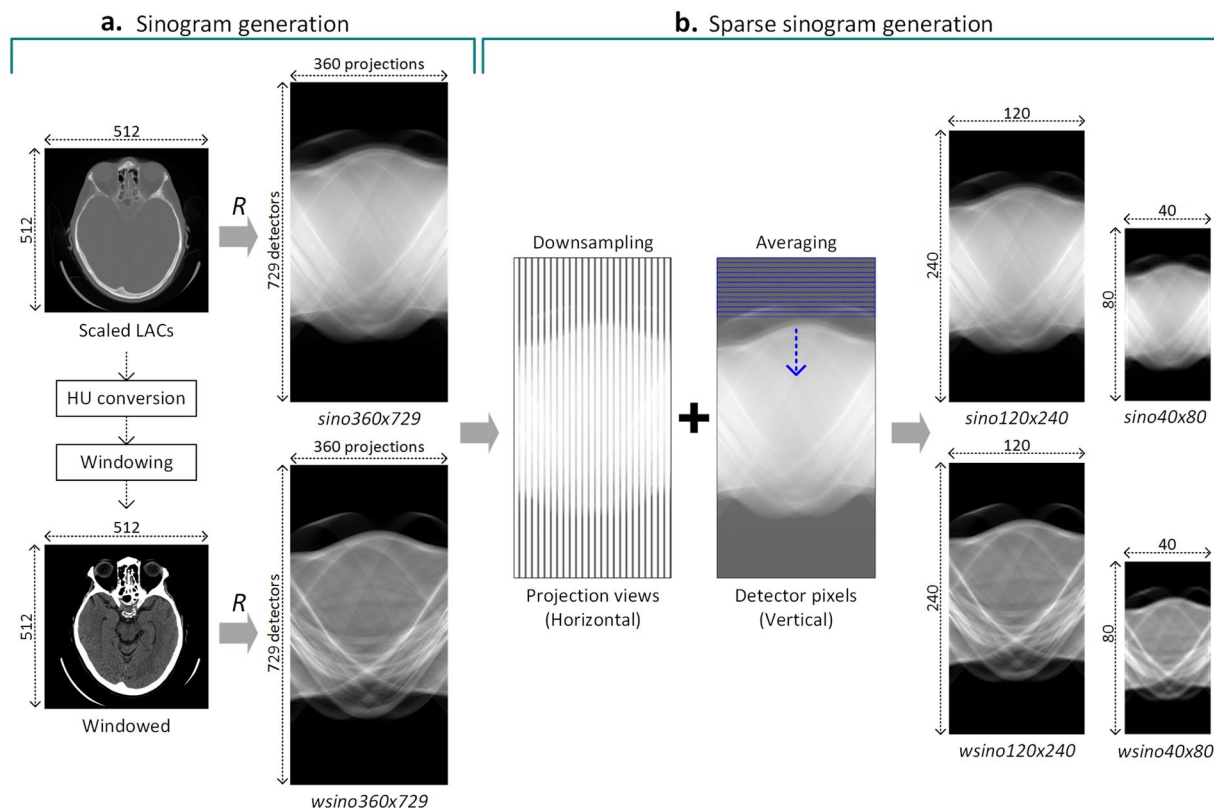 a. Sinogram generation
b. Sparse sinogram generation
360 projections
512
512
Scaled LACs
HU conversion
Windowing
R
729 detectors
sino360x729
360 projections
512
512
Windowed
R
729 detectors
wsino360x729
Downsampling
Projection views
(Horizontal)
+
Averaging
Detector pixels
(Vertical)
120
240
sino120x240
40
80
sino40x80
120
240
wsino120x240
40
80
wsino40x80